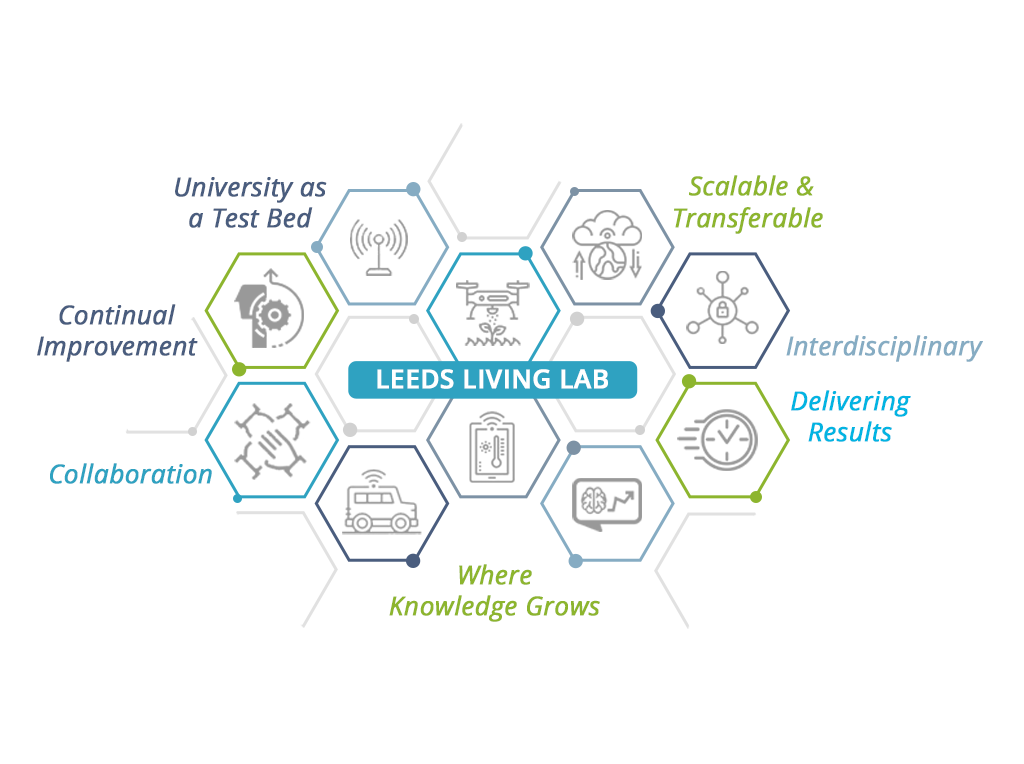 University as
a Test Bed
Scalable &
Transferable
Continual
Improvement
Interdisciplinary
LEEDS LIVING LAB
Delivering
Results
Collaboration
Where
Knowledge Grows